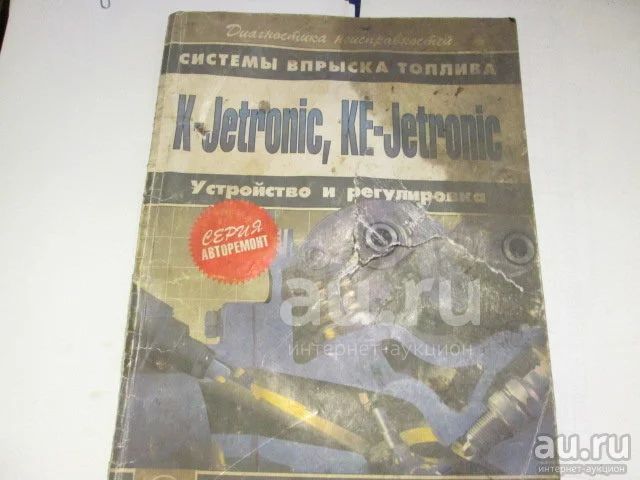 Диагностика неисправностей
СИСТЕМЫ ВПРЫСКА ТОПЛИВА
K-Jetronic, KE-Jetronic
Устройство и регулировка
СЕРИЯ
АВТОРЕМОНТ
au.ru
интернет-аукцион
au.ru
интернет-аукцион